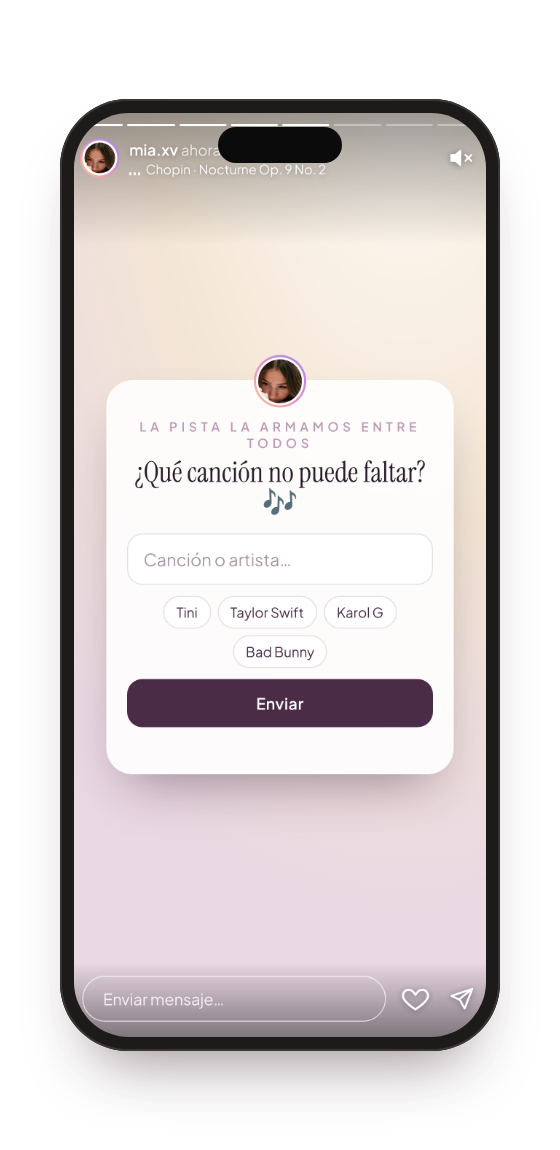 mia.xv ahora
Chopin · Nocturne Op. 9 No. 2
LA PISTA LA ARMAMOS ENTRE
TODOS
¿Qué canción no puede faltar?
🎶
Canción o artista...
Tini
Taylor Swift
Karol G
Bad Bunny
Enviar
Enviar mensaje...